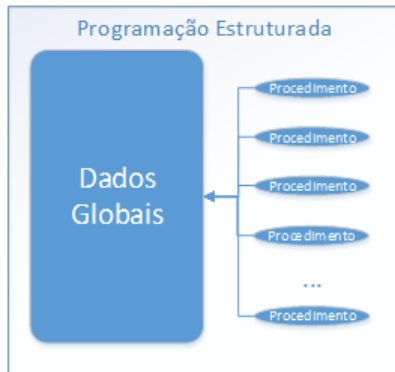 Programação Estruturada
Dados
Globais
Procedimento
Procedimento
Procedimento
Procedimento
...
Procedimento